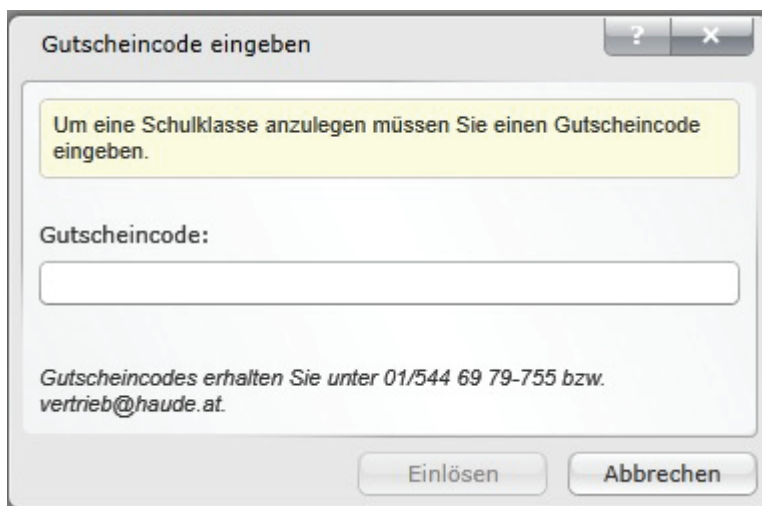 Gutscheincode eingeben
? ×
Um eine Schulklasse anzulegen müssen Sie einen Gutscheincode
eingeben.
Gutscheincode:
Gutscheincodes erhalten Sie unter 01/544 69 79-755 bzw.
vertrieb@haude.at.
Einlösen Abbrechen